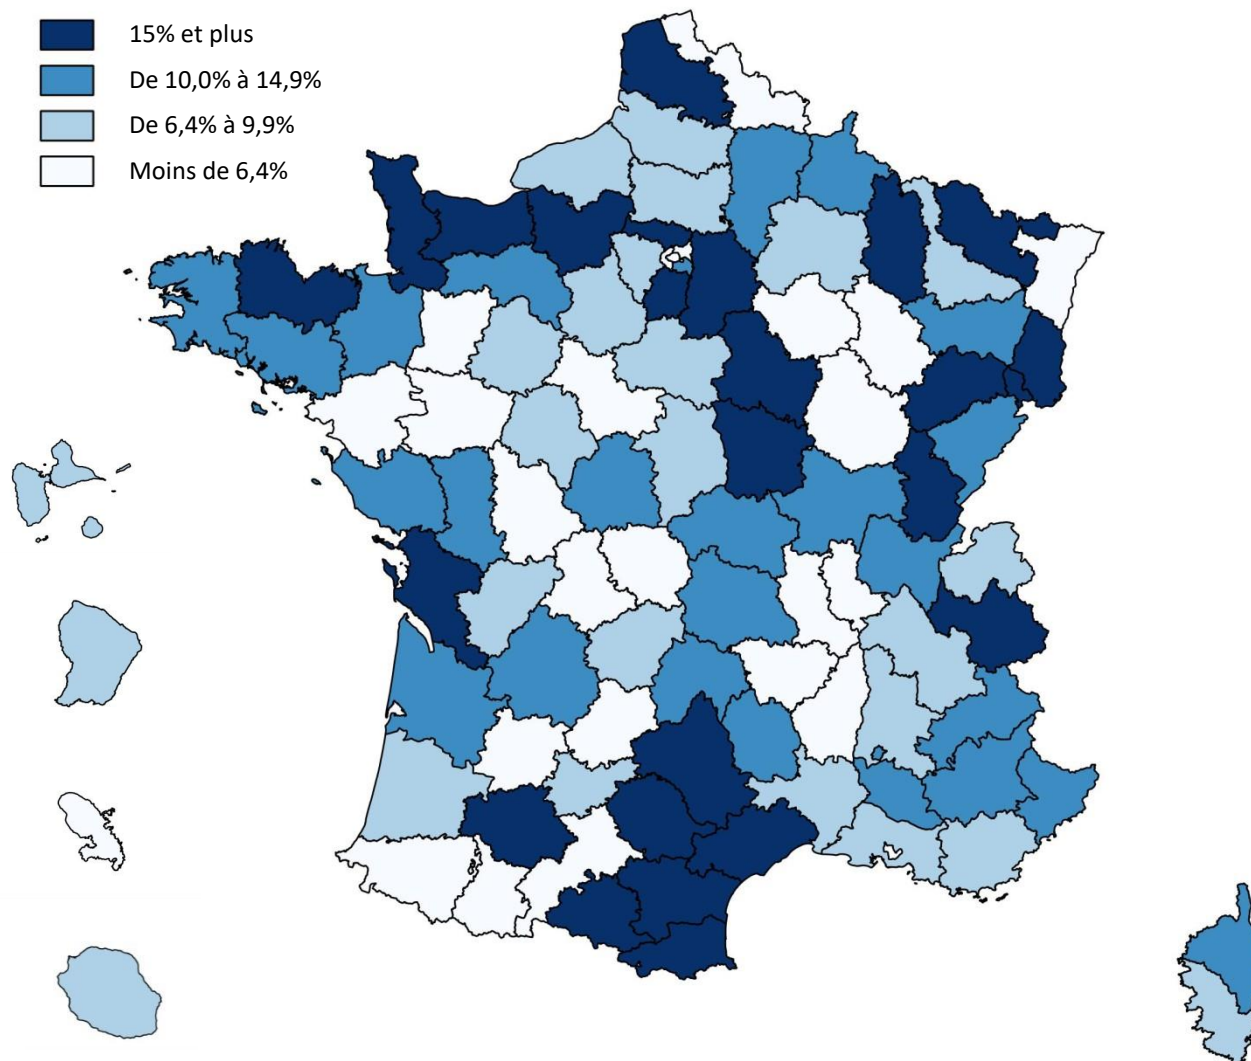 15% et plus
De 10,0% à 14,9%
De 6,4% à 9,9%
Moins de 6,4%